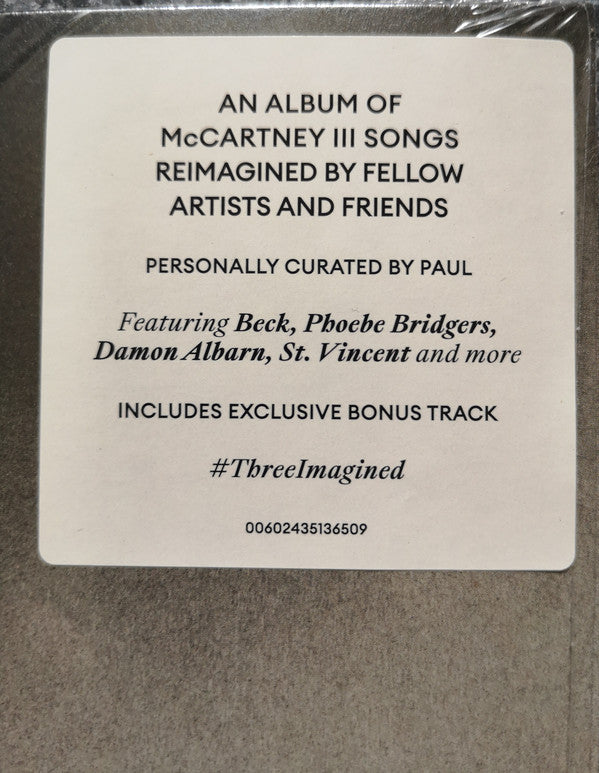 AN ALBUM OF
McCARTNEY III SONGS
REIMAGINED BY FELLOW
ARTISTS AND FRIENDS
PERSONALLY CURATED BY PAUL
Featuring Beck, Phoebe Bridgers,
Damon Albarn, St. Vincent and more
INCLUDES EXCLUSIVE BONUS TRACK
#ThreeImagined
00602435136509